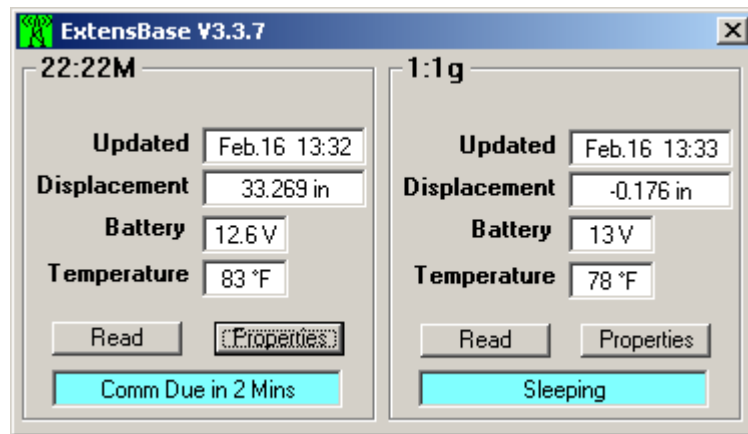 ExtensBase V3.3.7
22:22M
Updated Feb.16 13:32
Displacement 33.269 in
Battery 12.6 V
Temperature 83 °F
Read Properties
Comm Due in 2 Mins
1:1g
Updated Feb.16 13:33
Displacement -0.176 in
Battery 13 V
Temperature 78 °F
Read Properties
Sleeping